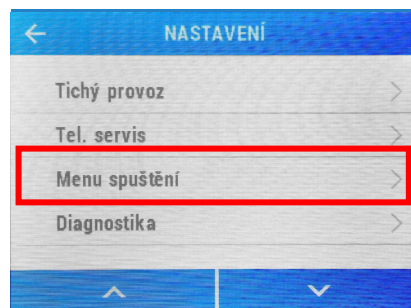 NASTAVENÍ
Tichý provoz
Tel. servis
Menu spuštění
Diagnostika